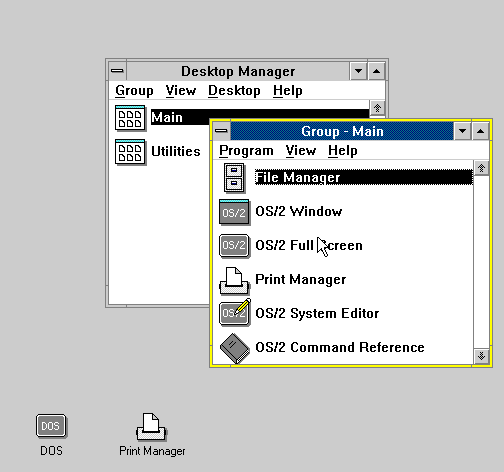 Desktop Manager
Group View Desktop Help
Main
Utilities
Group - Main
Program View Help
File Manager
OS/2 OS/2 Window
OS/2 OS/2 Full Screen
Print Manager
OS/2 OS/2 System Editor
OS/2 Command Reference
DOS
DOS
Print Manager